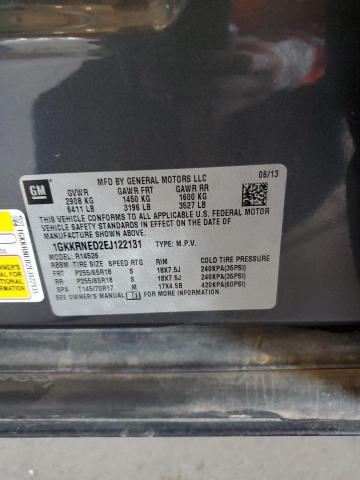 GM
MFD BY GENERAL MOTORS LLC
06/13
GVWR GAWR FRT GAWR RR
2908 KG 1450 KG 1600 KG
6411 LB 3196 LB 3527 LB
THIS VEHICLE CONFORMS TO ALL APPLICABLE U.S. FEDERAL MOTOR
VEHICLE SAFETY AND THEFT PREVENTION STANDARDS IN EFFECT ON THE
DATE OF MANUFACTURE SHOWN ABOVE.
1GKKRNED2EJ122131 TYPE: M.P.V.
MODEL: R14526
RBBM TIRE SIZE SPEED RTG RIM COLD TIRE PRESSURE
FRT P255/65R18 S 18X7.5J 240KPA(35PSI)
RR P255/65R18 S 18X7.5J 240KPA(35PSI)
SPA T145/70R17 M 17X4.5B 420KPA(60PSI)
SEE OWNER'S
MANUAL FOR